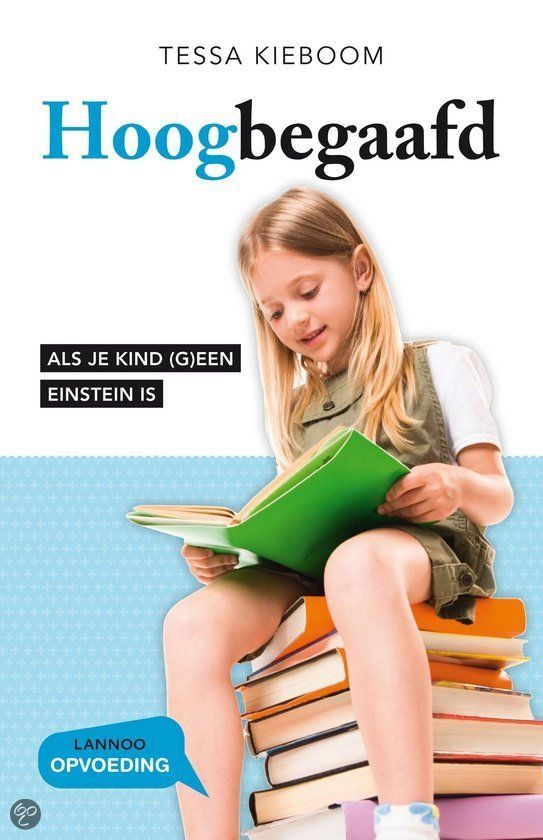 TESSA KIEBOOM
Hoogbegaafd
ALS JE KIND (G)EEN
EINSTEIN IS
LANNOO
OPVOEDING